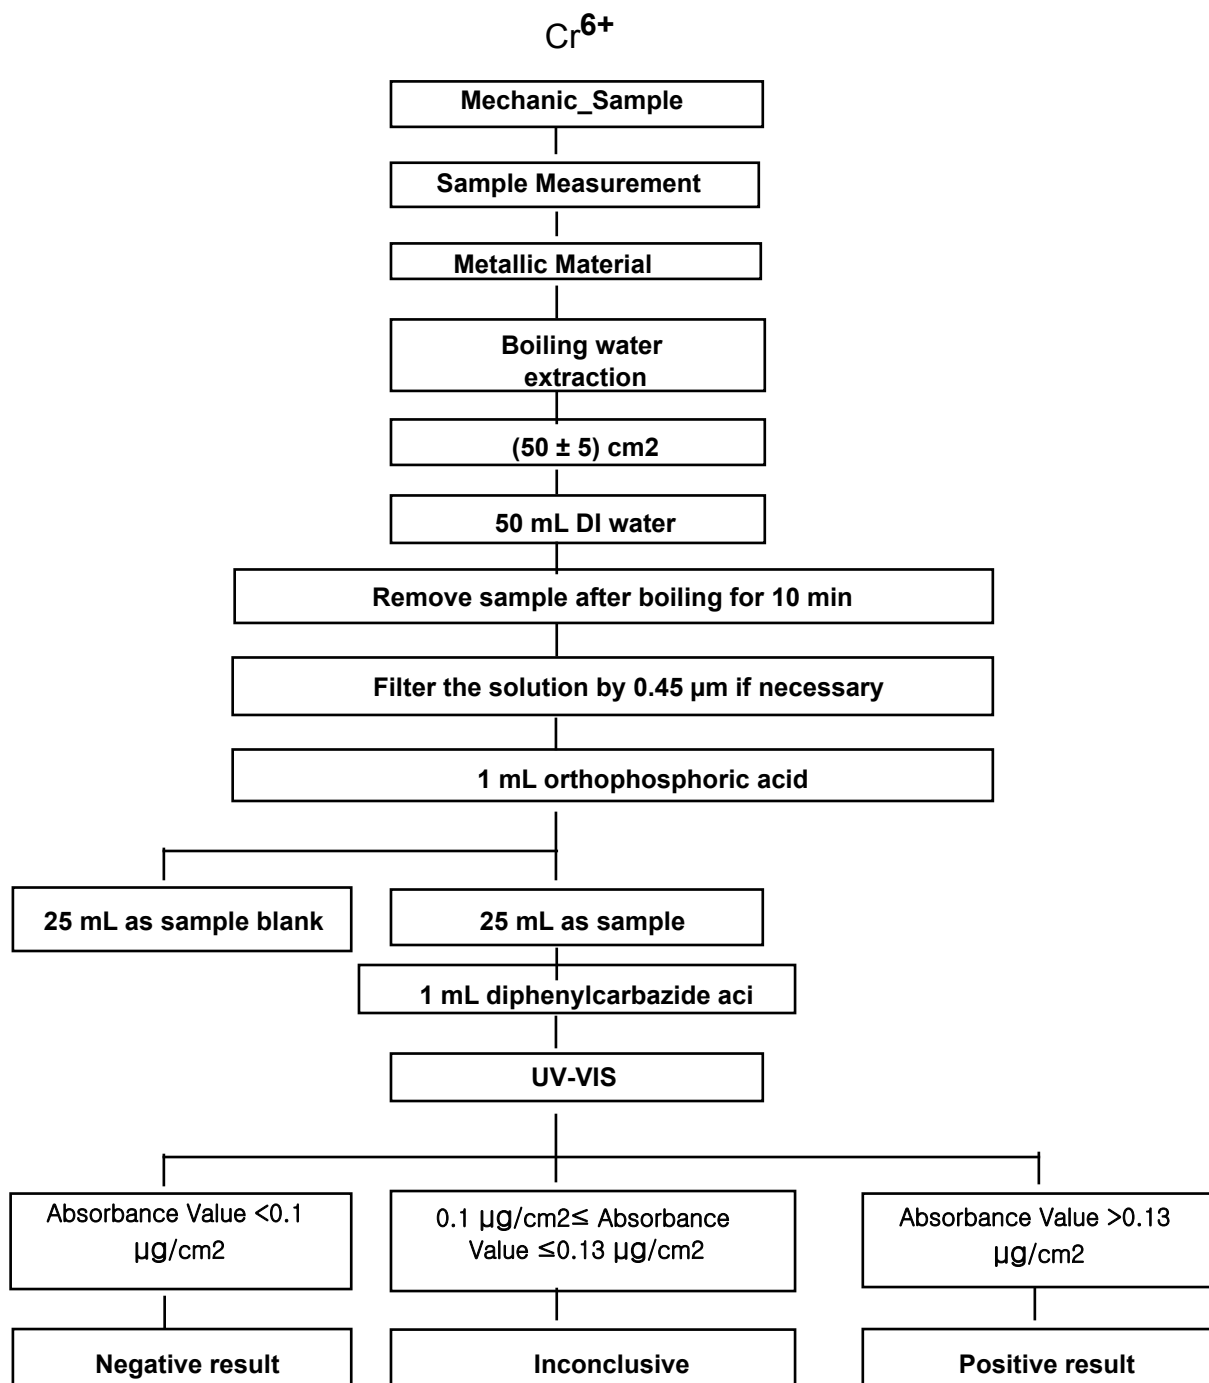 Cr6+
Mechanic_Sample
Sample Measurement
Metallic Material
Boiling water
extraction
(50 ± 5) cm2
50 mL DI water
Remove sample after boiling for 10 min
Filter the solution by 0.45 µm if necessary
1 mL orthophosphoric acid
25 mL as sample blank
25 mL as sample
1 mL diphenylcarbazide aci
UV-VIS
Absorbance Value <0.1
µg/cm2
0.1 µg/cm2≤ Absorbance
Value ≤0.13 µg/cm2
Absorbance Value >0.13
µg/cm2
Negative result
Inconclusive
Positive result